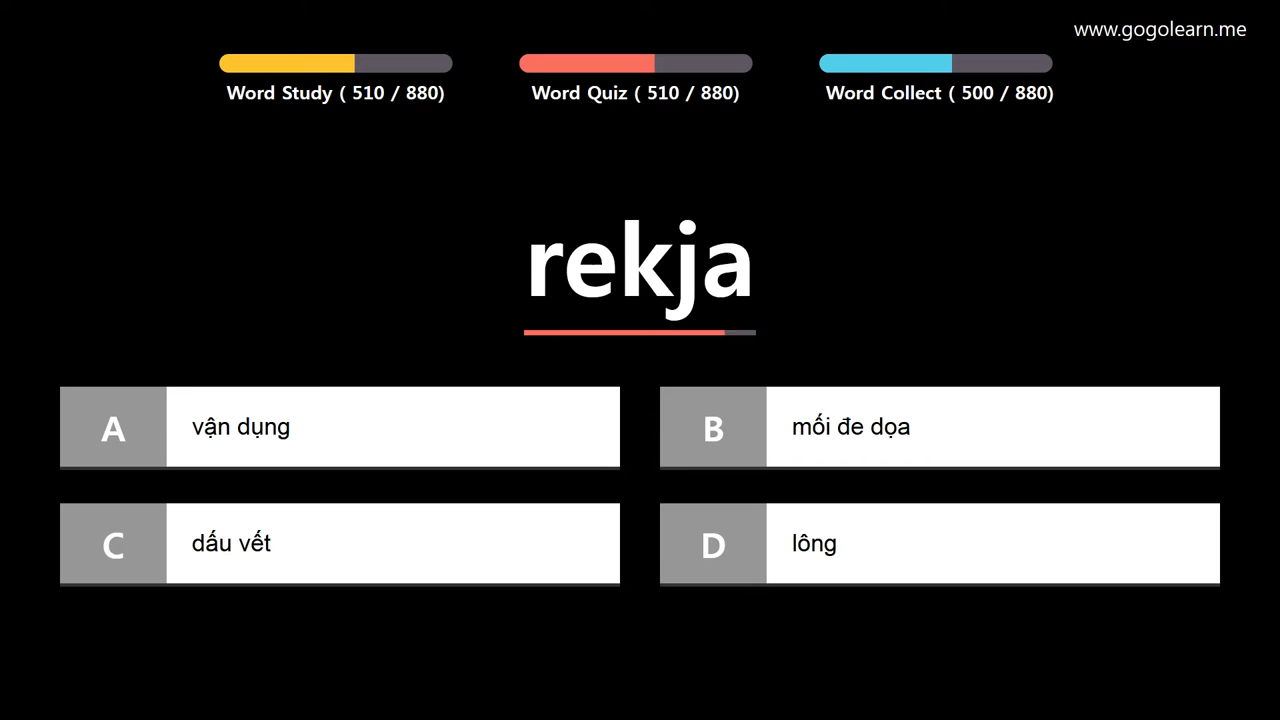 www.gogolearn.me
Word Study ( 510 / 880)
Word Quiz ( 510 / 880)
Word Collect ( 500 / 880)
rekja
A
vận dụng
B
mối đe dọa
C
dấu vết
D
lông